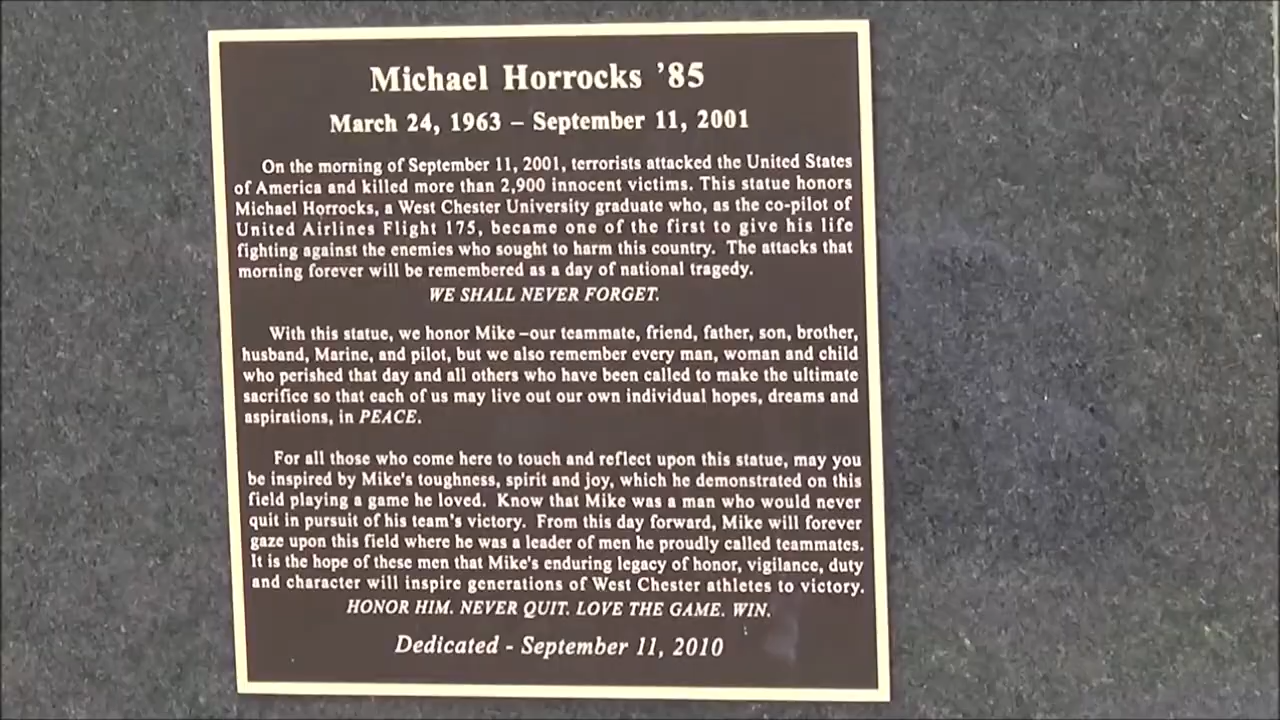 Michael Horrocks ’85
March 24, 1963 – September 11, 2001
On the morning of September 11, 2001, terrorists attacked the United States
of America and killed more than 2,900 innocent victims. This statue honors
Michael Horrocks, a West Chester University graduate who, as the co-pilot of
United Airlines Flight 175, became one of the first to give his life
fighting against the enemies who sought to harm this country. The attacks that
morning forever will be remembered as a day of national tragedy.
WE SHALL NEVER FORGET.
With this statue, we honor Mike –our teammate, friend, father, son, brother,
husband, Marine, and pilot, but we also remember every man, woman and child
who perished that day and all others who have been called to make the ultimate
sacrifice so that each of us may live out our own individual hopes, dreams and
aspirations, in PEACE.
For all those who come here to touch and reflect upon this statue, may you
be inspired by Mike's toughness, spirit and joy, which he demonstrated on this
field playing a game he loved. Know that Mike was a man who would never
quit in pursuit of his team's victory. From this day forward, Mike will forever
gaze upon this field where he was a leader of men he proudly called teammates.
It is the hope of these men that Mike's enduring legacy of honor, vigilance, duty
and character will inspire generations of West Chester athletes to victory.
HONOR HIM. NEVER QUIT. LOVE THE GAME. WIN.
Dedicated - September 11, 2010